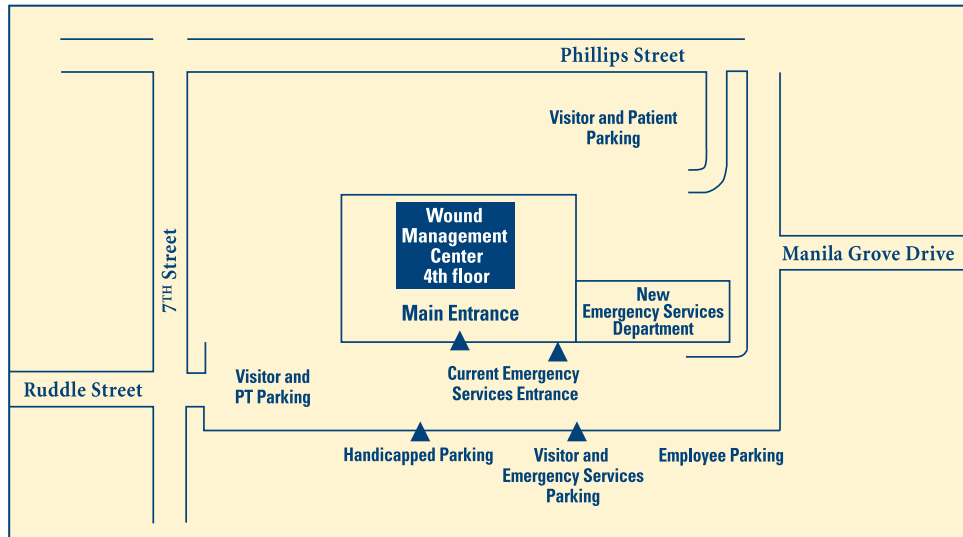 Phillips Street
Visitor and Patient
Parking
Wound
Management
Center
4th floor
Manila Grove Drive
7TH Street
Main Entrance
New
Emergency Services
Department
Ruddle Street
Visitor and
PT Parking
Current Emergency
Services Entrance
Handicapped Parking
Visitor and
Emergency Services
Parking
Employee Parking